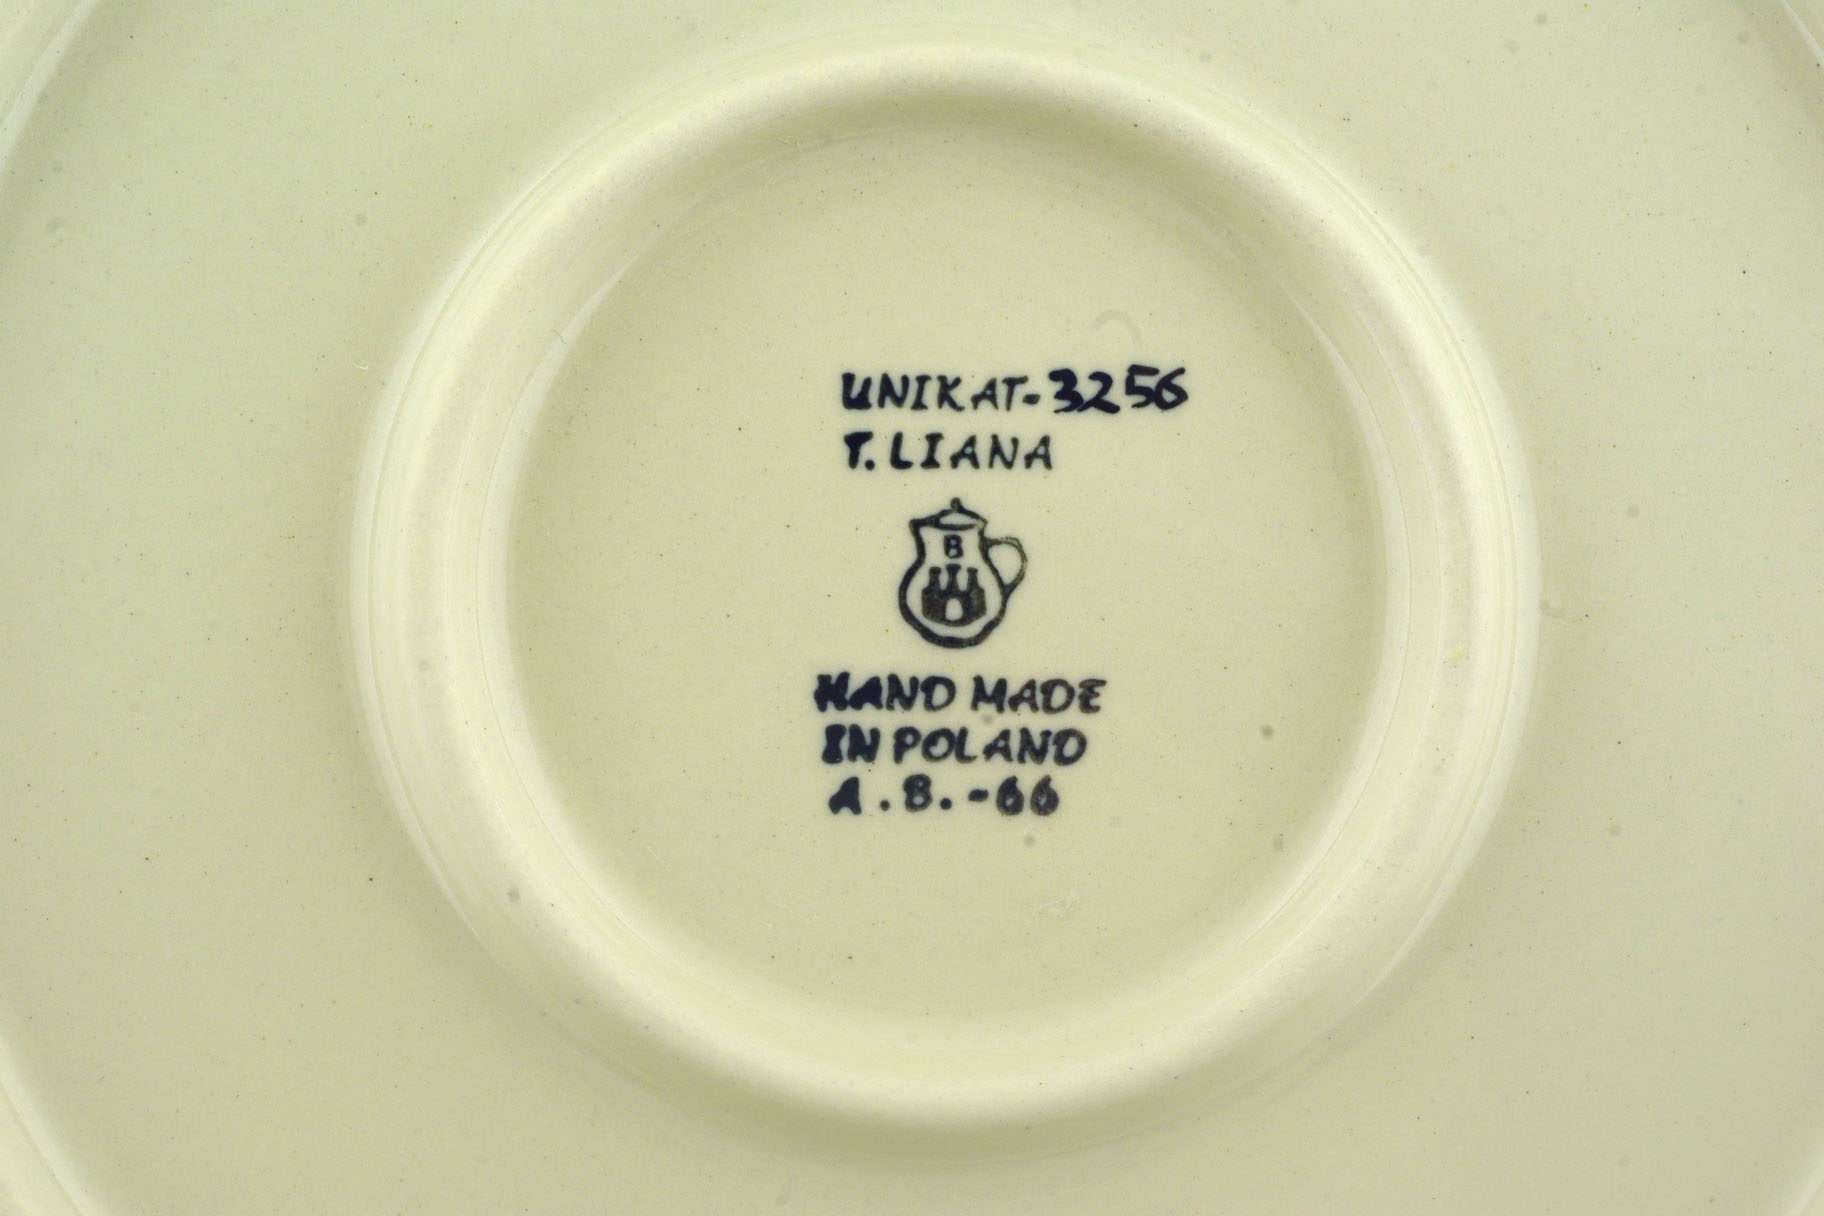 UNIKAT-3256
T. LIANA
B
HAND MADE
IN POLAND
A.B.-66